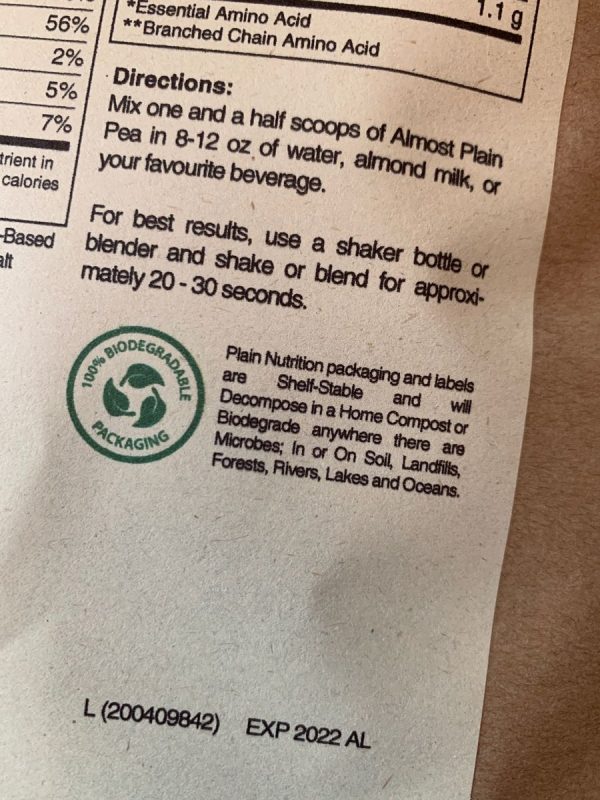 1.1 g
*Essential Amino Acid
**Branched Chain Amino Acid
56%
2%
5%
7%
trient in
calories
-Based
alt
Directions:
Mix one and a half scoops of Almost Plain
Pea in 8-12 oz. of water, almond milk, or
your favourite beverage.
For best results, use a shaker bottle or
blender and shake or blend for approxi-
mately 20 - 30 seconds.
100% BIODEGRADABLE
PACKAGING
Plain Nutrition packaging and labels
are Shelf-Stable and will
Decompose in a Home Compost or
Biodegrade anywhere there are
Microbes; In or On Soil, Landfills,
Forests, Rivers, Lakes and Oceans.
L (200409842) EXP 2022 AL